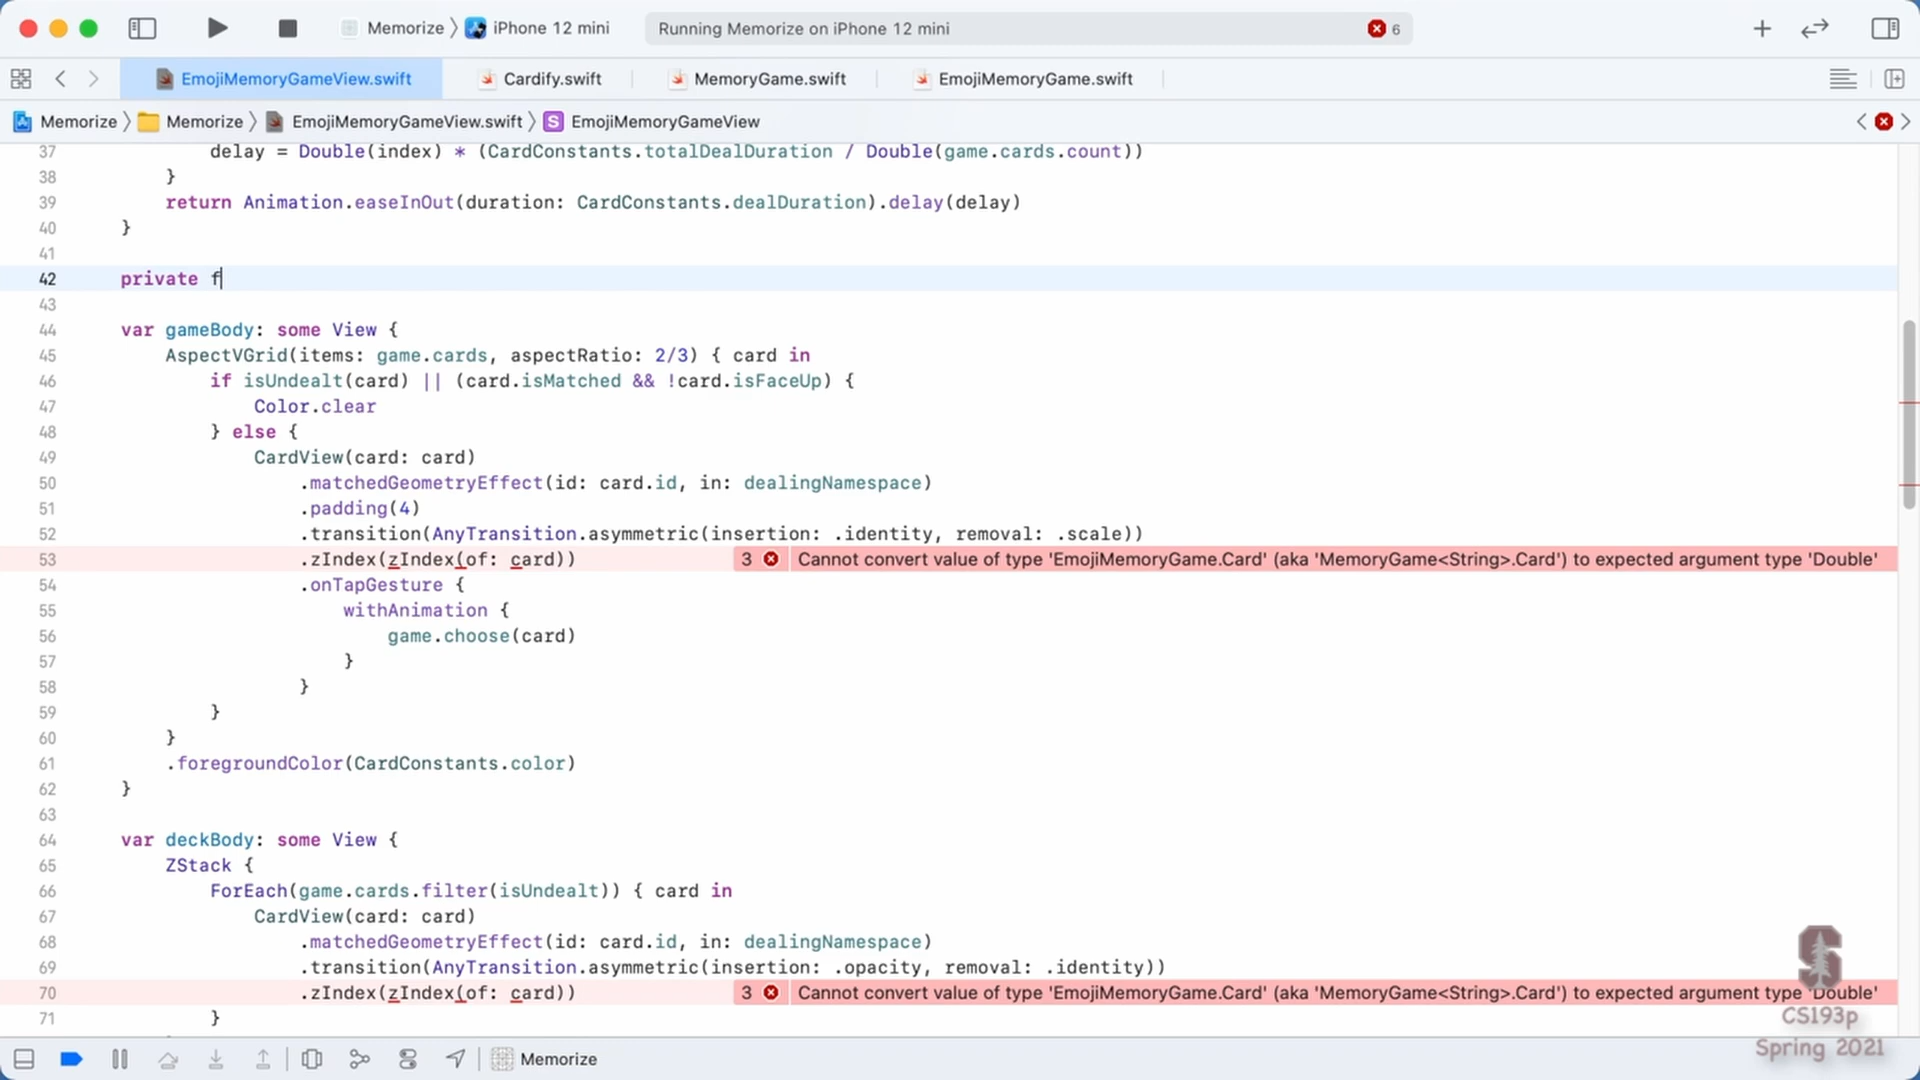 Memorize 〉 iPhone 12 mini
Running Memorize on iPhone 12 mini
6
EmojiMemoryGameView.swift
Cardify.swift
MemoryGame.swift
EmojiMemoryGame.swift
Memorize 〉 Memorize 〉 EmojiMemoryGameView.swift 〉 S EmojiMemoryGameView
37 delay = Double(index) * (CardConstants.totalDealDuration / Double(game.cards.count))
38 }
39 return Animation.easeInOut(duration: CardConstants.dealDuration).delay(delay)
40 }
41
42 private f
43
44 var gameBody: some View {
45 AspectVGrid(items: game.cards, aspectRatio: 2/3) { card in
46 if isUndealt(card) || (card.isMatched && !card.isFaceUp) {
47 Color.clear
48 } else {
49 CardView(card: card)
50 .matchedGeometryEffect(id: card.id, in: dealingNamespace)
51 .padding(4)
52 .transition(AnyTransition.asymmetric(insertion: .identity, removal: .scale))
53 .zIndex(zIndex(of: card)) 3 Cannot convert value of type 'EmojiMemoryGame.Card' (aka 'MemoryGame<String>.Card') to expected argument type 'Double'
54 .onTapGesture {
55 withAnimation {
56 game.choose(card)
57 }
58 }
59 }
60 }
61 .foregroundColor(CardConstants.color)
62 }
63
64 var deckBody: some View {
65 ZStack {
66 ForEach(game.cards.filter(isUndealt)) { card in
67 CardView(card: card)
68 .matchedGeometryEffect(id: card.id, in: dealingNamespace)
69 .transition(AnyTransition.asymmetric(insertion: .opacity, removal: .identity))
70 .zIndex(zIndex(of: card)) 3 Cannot convert value of type 'EmojiMemoryGame.Card' (aka 'MemoryGame<String>.Card') to expected argument type 'Double'
71 }
S
CS193p
Spring 2021
Memorize